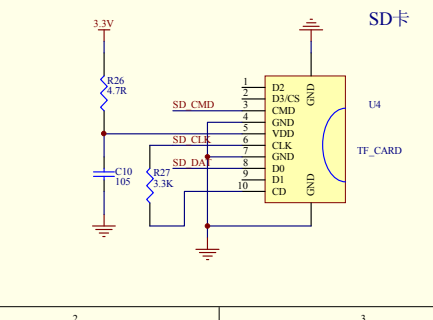 SD卡
3.3V
R26
4.7R
C10
105
R27
3.3K
SD_CMD
SD_CLK
SD_DAT
1 D2
2 D3/CS
3 CMD
4 GND
5 VDD
6 CLK
7 GND
8 D0
9 D1
10 CD
GND
GND
U4
TF_CARD
2
3